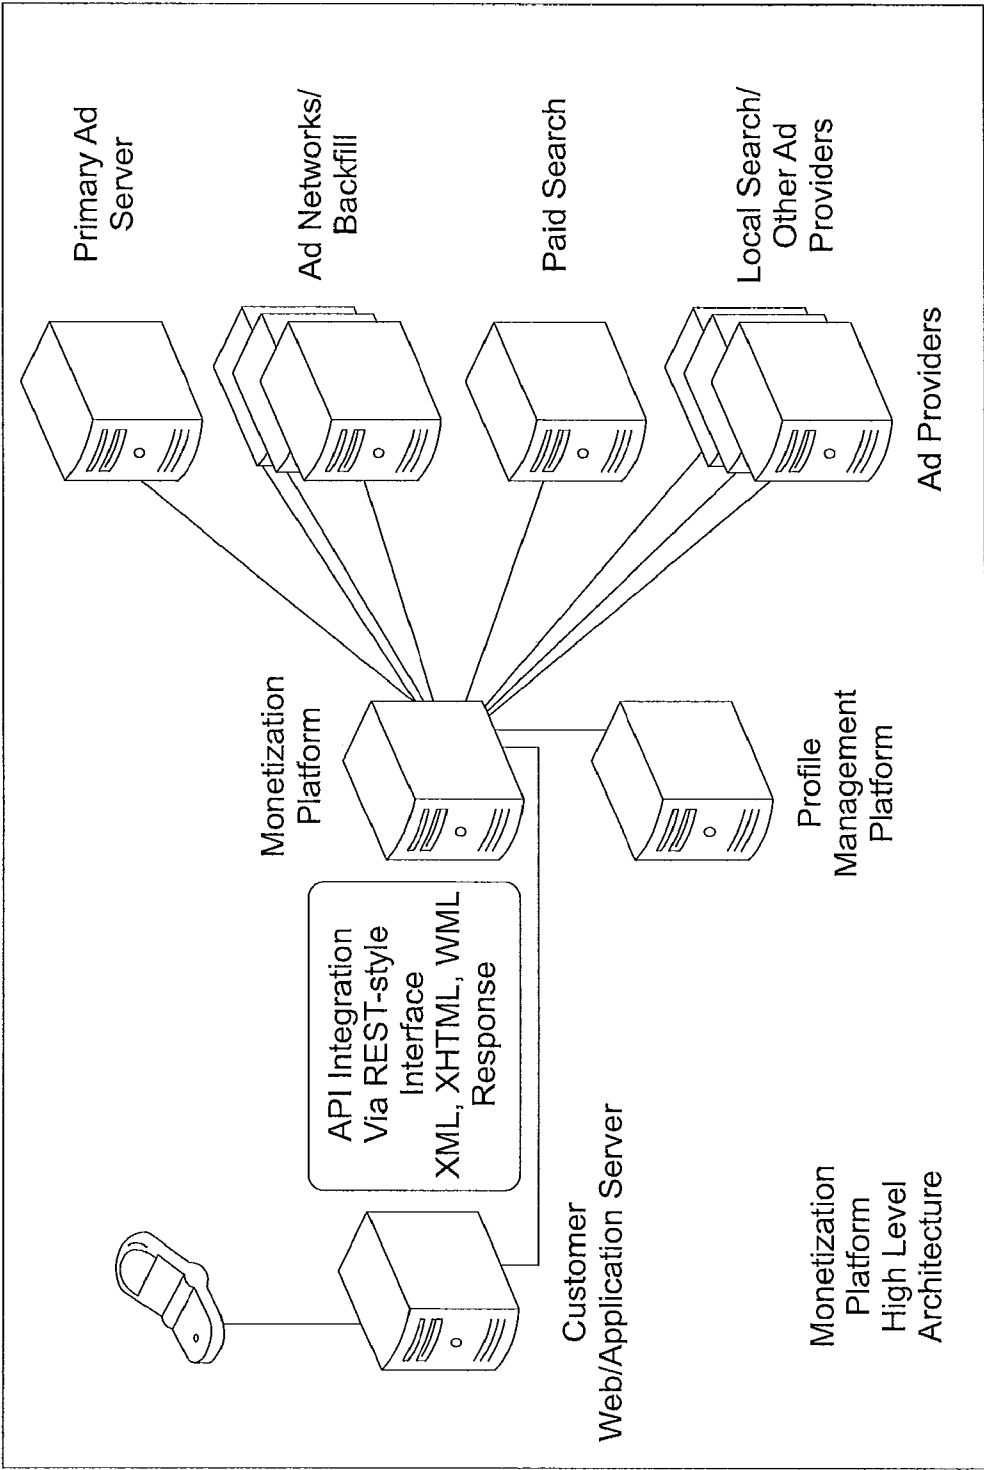 Primary Ad
Server
Ad Networks/
Backfill
Paid Search
Local Search/
Other Ad
Providers
Ad Providers
Monetization
Platform
Profile
Management
Platform
API Integration
Via REST-style
Interface
XML, XHTML, WML
Response
Customer
Web/Application Server
Monetization
Platform
High Level
Architecture